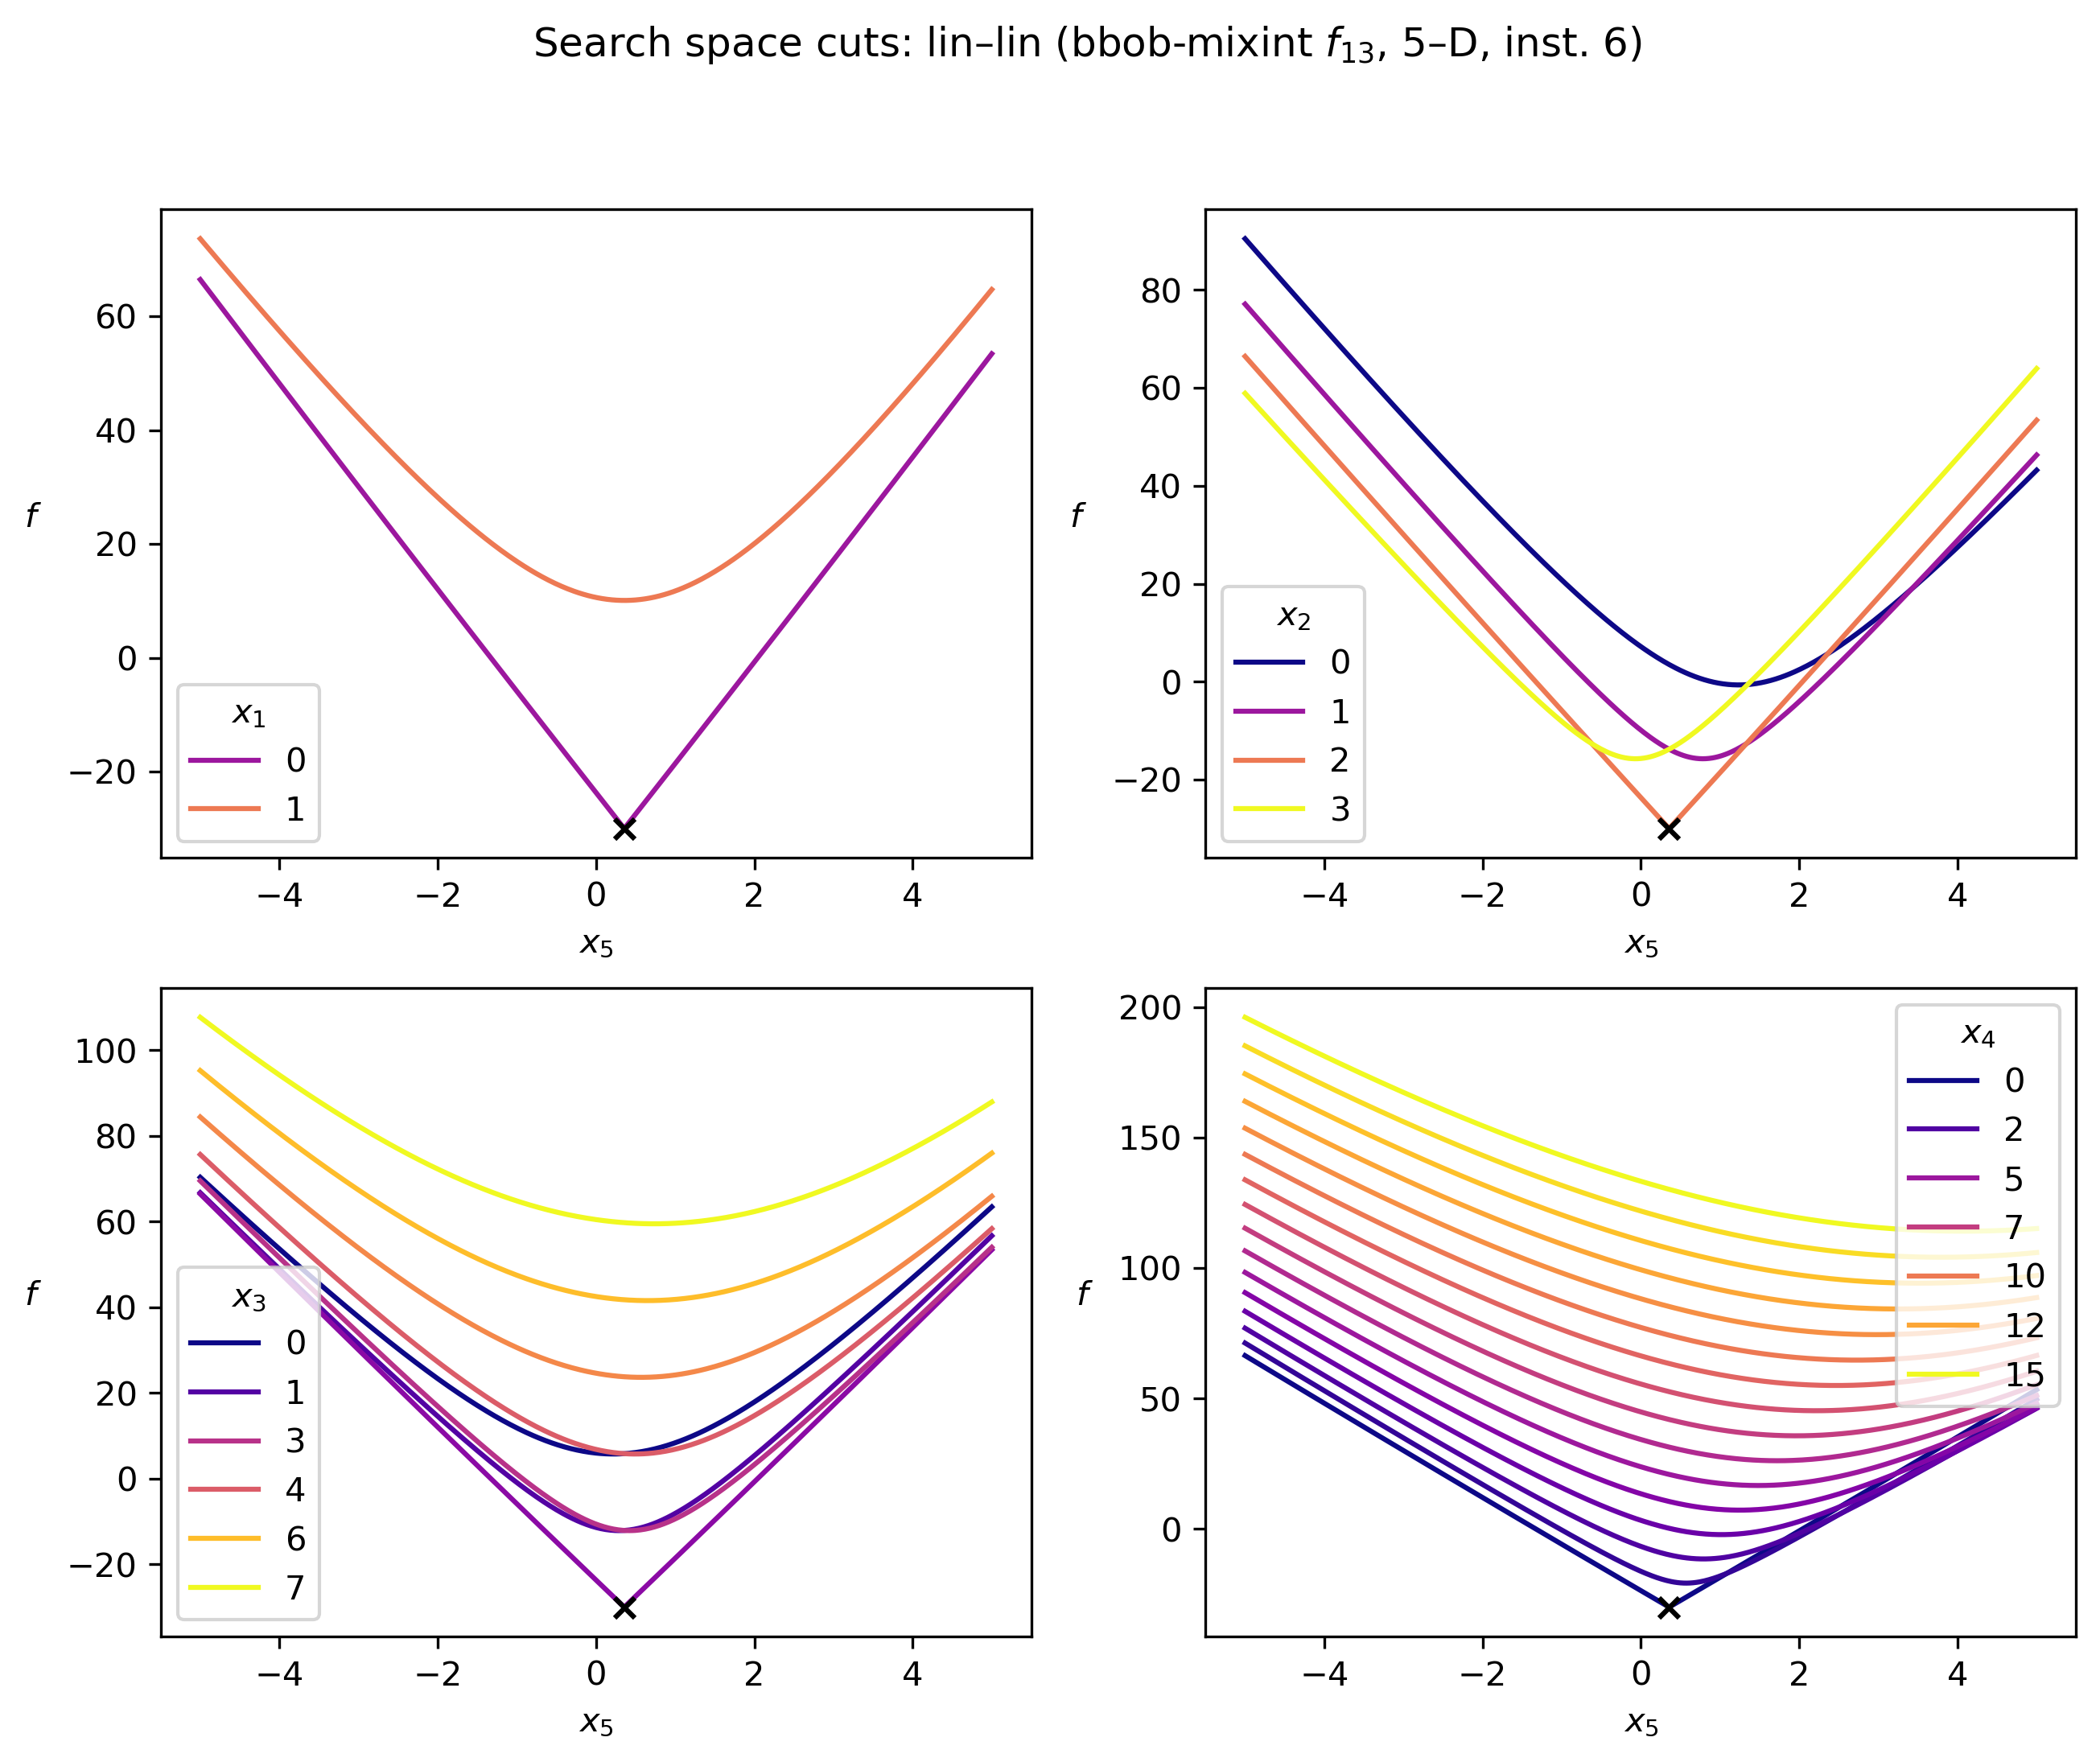 Search space cuts: lin–lin (bbob-mixint f₁₃, 5–D, inst. 6)
60
40
20
0
−20
f
x₁
0
1
−4 −2 0 2 4
x₅
80
60
40
20
0
−20
f
x₂
0
1
2
3
−4 −2 0 2 4
x₅
100
80
60
40
20
0
−20
f
x₃
0
1
3
4
6
7
−4 −2 0 2 4
x₅
200
150
100
50
0
f
x₄
0
2
5
7
10
12
15
−4 −2 0 2 4
x₅